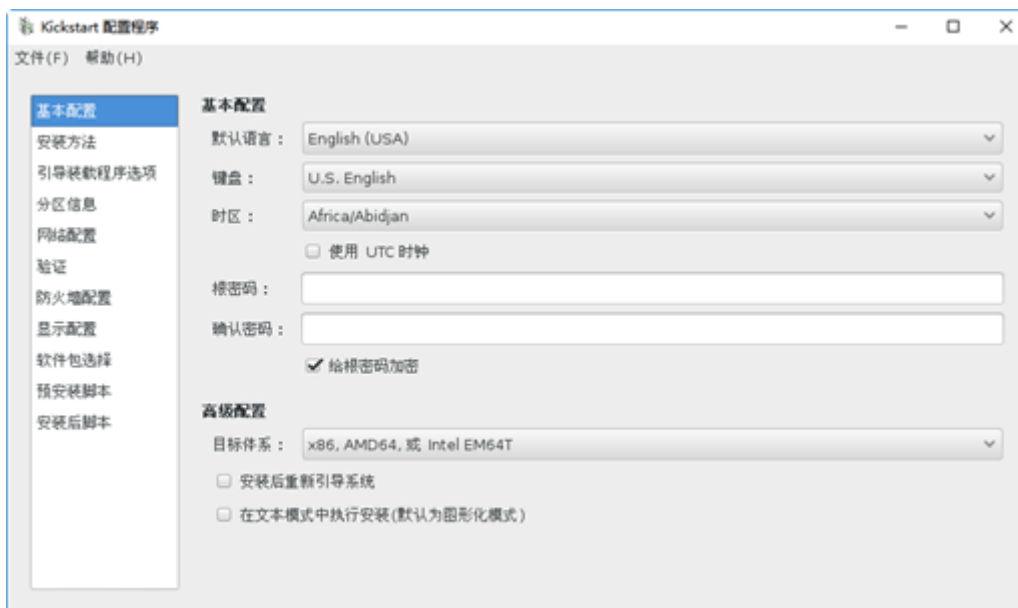 Kickstart 配置程序
文件(F) 帮助(H)
基本配置
安装方法
引导装载程序选项
分区信息
网络配置
验证
防火墙配置
显示配置
软件包选择
预安装脚本
安装后脚本
基本配置
默认语言： English (USA)
键盘： U.S. English
时区： Africa/Abidjan
使用 UTC 时钟
根密码：
确认密码：
给根密码加密
高级配置
目标体系： x86, AMD64, 或 Intel EM64T
安装后重新引导系统
在文本模式中执行安装(默认为图形化模式)